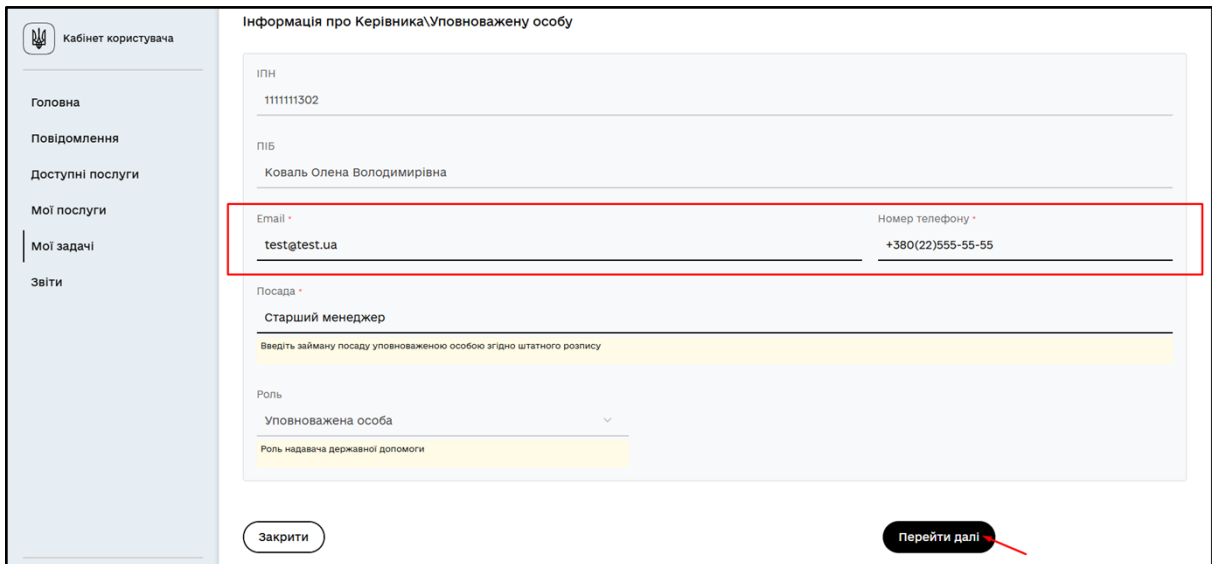 Кабінет користувача
Головна
Повідомлення
Доступні послуги
Мої послуги
Мої задачі
Звіти
Інформація про Керівника\Уповноважену особу
ІПН
1111111302
ПІБ
Коваль Олена Володимирівна
Email *
test@test.ua
Номер телефону *
+380(22)555-55-55
Посада *
Старший менеджер
Введіть займану посаду уповноваженою особою згідно штатного розпису
Роль
Уповноважена особа
Роль надавача державної допомоги
Закрити
Перейти далі